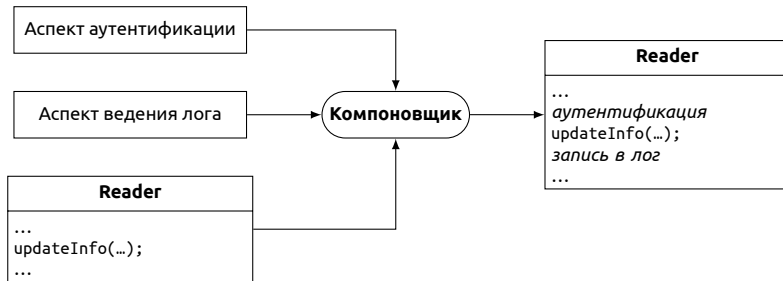 Аспект аутентификации
Аспект ведения лога
Компоновщик
Reader
…
updateInfo(…);
…
Reader
…
аутентификация
updateInfo(…);
запись в лог
…